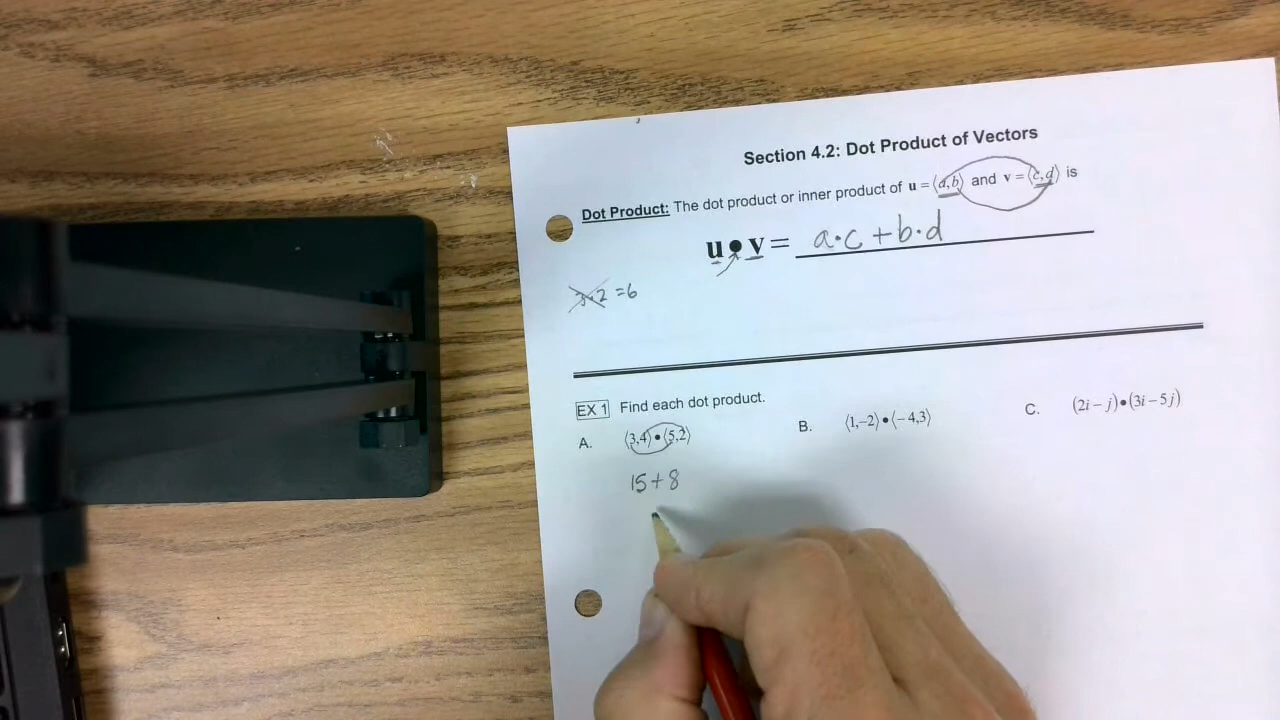 Section 4.2: Dot Product of Vectors
Dot Product: The dot product or inner product of u = ⟨a,b⟩ and v = ⟨c,d⟩ is
u • v = a·c + b·d
3·2 = 6
EX 1 Find each dot product.
A. ⟨3,4⟩•⟨5,2⟩ B. ⟨1,−2⟩•⟨−4,3⟩ C. (2i − j)•(3i − 5j)
15 + 8